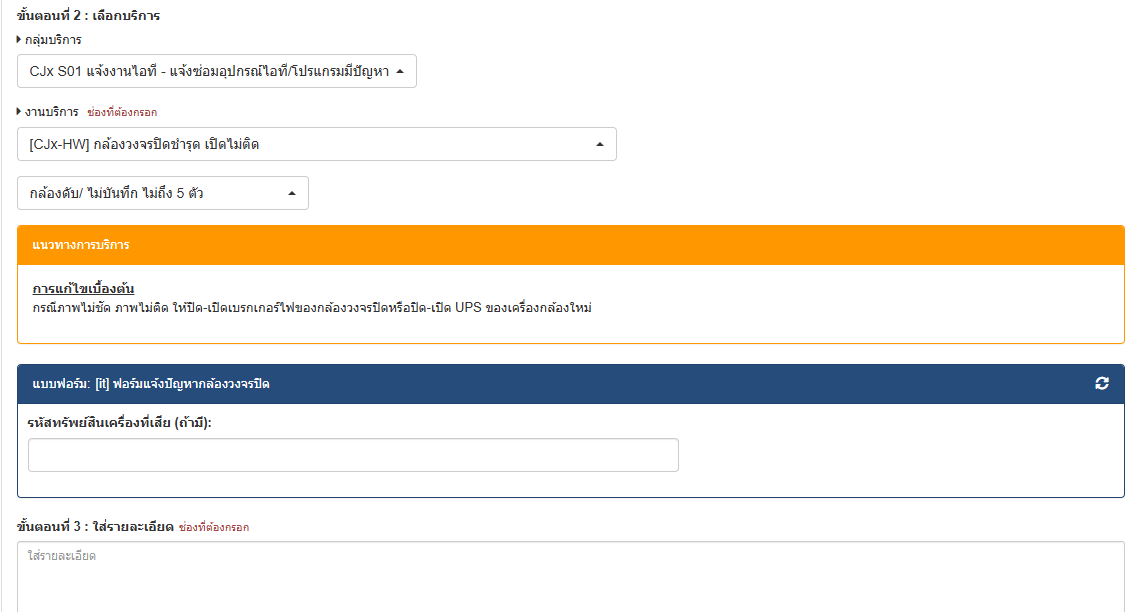 ขั้นตอนที่ 2 : เลือกบริการ
กลุ่มบริการ
CJx S01 แจ้งงานไอที - แจ้งซ่อมอุปกรณ์ไอที/โปรแกรมมีปัญหา
งานบริการ ช่องที่ต้องกรอก
[CJx-HW] กล้องวงจรปิดชำรุด เปิดไม่ติด
กล้องดับ/ ไม่บันทึก ไม่ถึง 5 ตัว
แนวทางการบริการ
การแก้ไขเบื้องต้น
กรณีภาพไม่ชัด ภาพไม่ติด ให้ปิด-เปิดเบรกเกอร์ไฟของกล้องวงจรปิดหรือปิด-เปิด UPS ของเครื่องกล้องใหม่
แบบฟอร์ม: [it] ฟอร์มแจ้งปัญหากล้องวงจรปิด
รหัสทรัพย์สินเครื่องที่เสีย (ถ้ามี):
ขั้นตอนที่ 3 : ใส่รายละเอียด ช่องที่ต้องกรอก
ใส่รายละเอียด